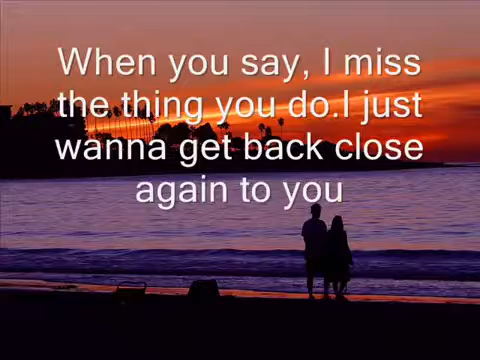 When you say, I miss
the thing you do.I just
wanna get back close
again to you